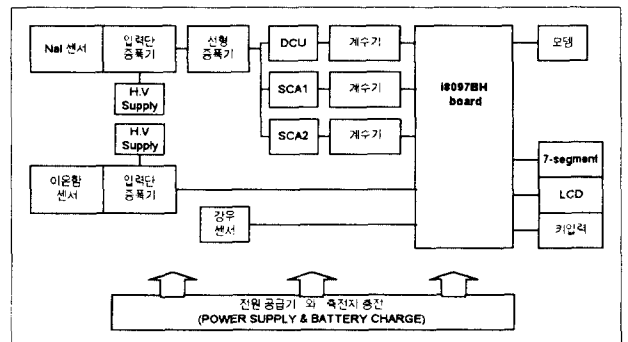 NaI 센서
입력단
증폭기
선형
증폭기
DCU
계수기
i8097BH
board
모뎀
H.V
Supply
SCA1
계수기
H.V
Supply
SCA2
계수기
이온함
센서
입력단
증폭기
7-segment
LCD
키입력
강우
센서
전원 공급기 와 축전지 충전
(POWER SUPPLY & BATTERY CHARGE)